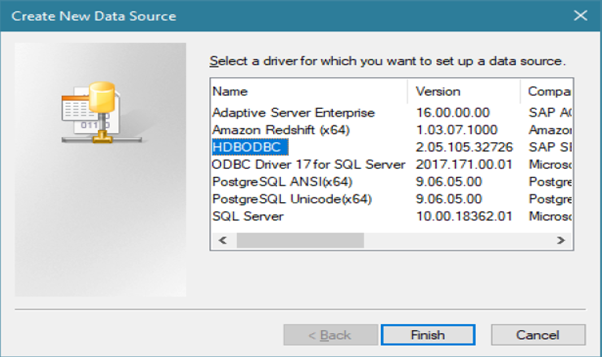 Create New Data Source
Select a driver for which you want to set up a data source.
Name Version Compa
Adaptive Server Enterprise 16.00.00.00 SAP AG
Amazon Redshift (x64) 1.03.07.1000 Amazor
HDBODBC 2.05.105.32726 SAP SE
ODBC Driver 17 for SQL Server 2017.171.00.01 Microso
PostgreSQL ANSI(x64) 9.06.05.00 Postgre
PostgreSQL Unicode(x64) 9.06.05.00 Postgre
SQL Server 10.00.18362.01 Microso
< Back Finish Cancel